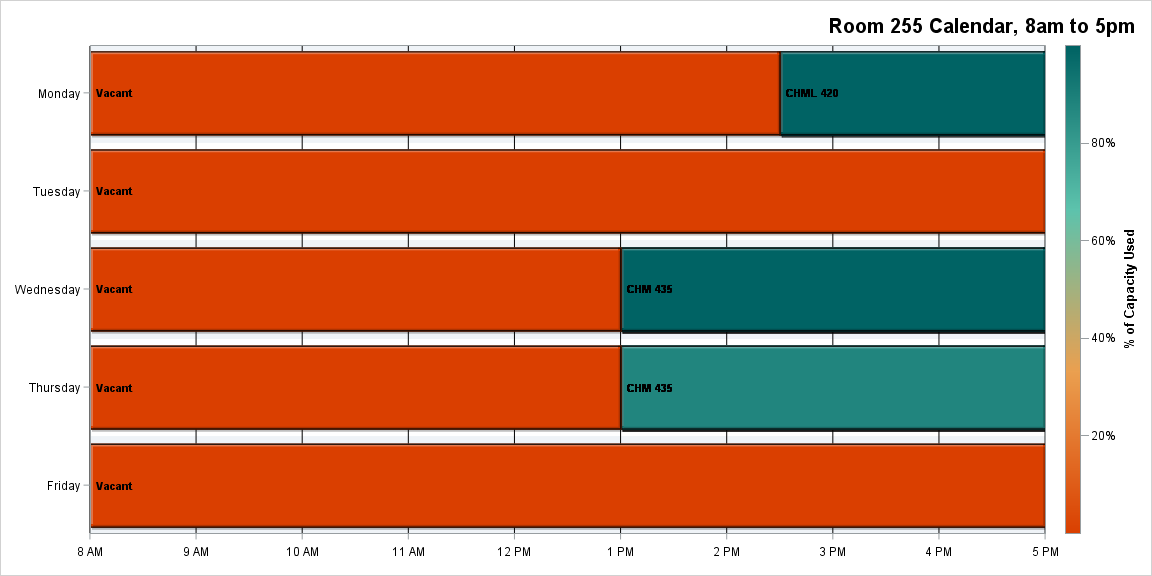 Room 255 Calendar, 8am to 5pm
Monday
Vacant
CHML 420
Tuesday
Vacant
Wednesday
Vacant
CHM 435
Thursday
Vacant
CHM 435
Friday
Vacant
8 AM
9 AM
10 AM
11 AM
12 PM
1 PM
2 PM
3 PM
4 PM
5 PM
80%
60%
40%
20%
% of Capacity Used